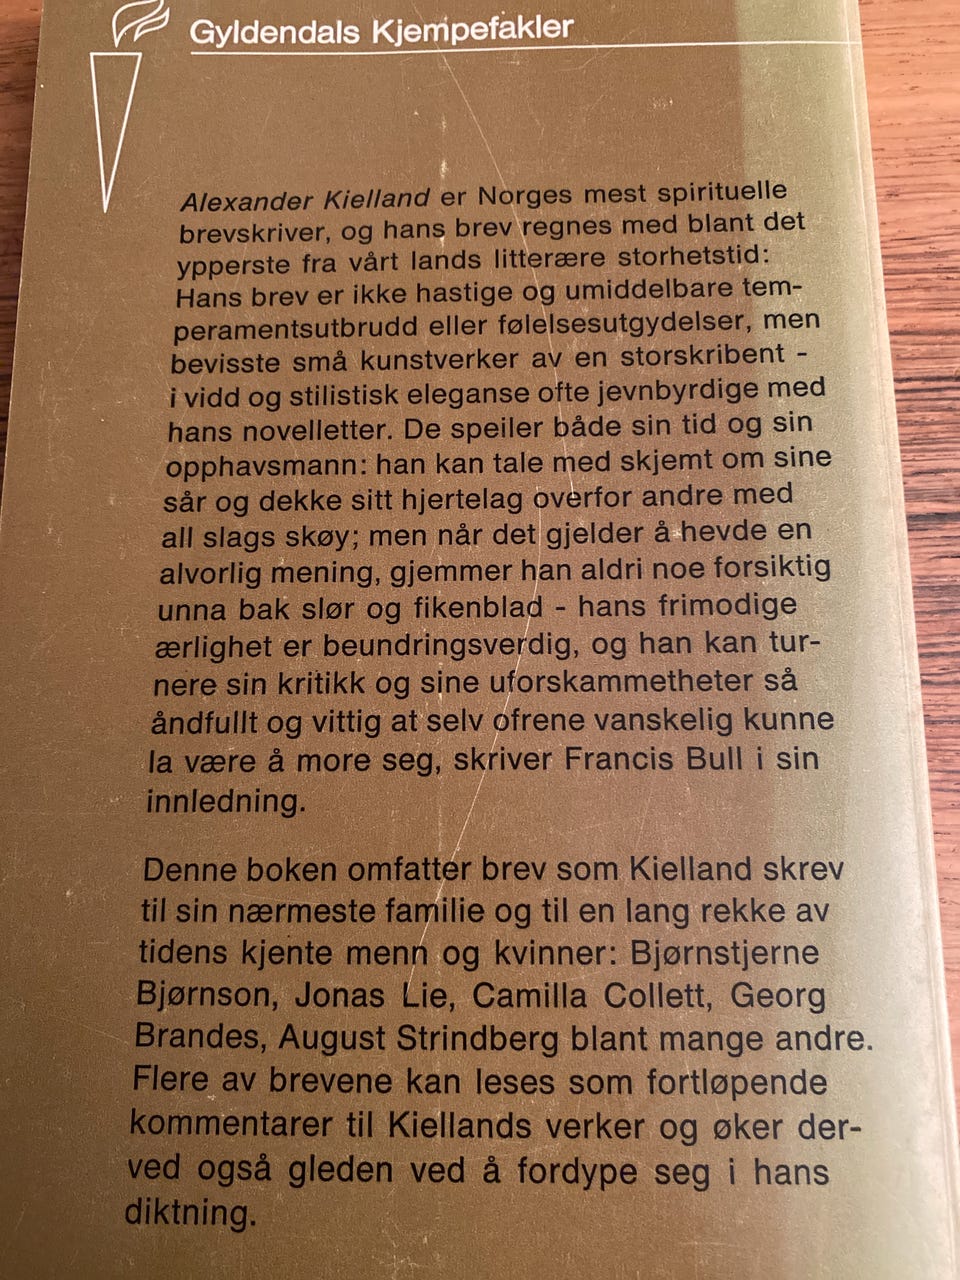 Gyldendals Kjempefakler
Alexander Kielland er Norges mest spirituelle
brevskriver, og hans brev regnes med blant det
ypperste fra vårt lands litterære storhetstid:
Hans brev er ikke hastige og umiddelbare tem-
peramentsutbrudd eller følelsesutgydelser, men
bevisste små kunstverker av en storskribent -
i vidd og stilistisk eleganse ofte jevnbyrdige med
hans novelletter. De speiler både sin tid og sin
opphavsmann: han kan tale med skjemt om sine
sår og dekke sitt hjertelag overfor andre med
all slags skøy; men når det gjelder å hevde en
alvorlig mening, gjemmer han aldri noe forsiktig
unna bak slør og fikenblad - hans frimodige
ærlighet er beundringsverdig, og han kan tur-
nere sin kritikk og sine uforskammetheter så
åndfullt og vittig at selv ofrene vanskelig kunne
la være å more seg, skriver Francis Bull i sin
innledning.
Denne boken omfatter brev som Kielland skrev
til sin nærmeste familie og til en lang rekke av
tidens kjente menn og kvinner: Bjørnstjerne
Bjørnson, Jonas Lie, Camilla Collett, Georg
Brandes, August Strindberg blant mange andre.
Flere av brevene kan leses som fortløpende
kommentarer til Kiellands verker og øker der-
ved også gleden ved å fordype seg i hans
diktning.